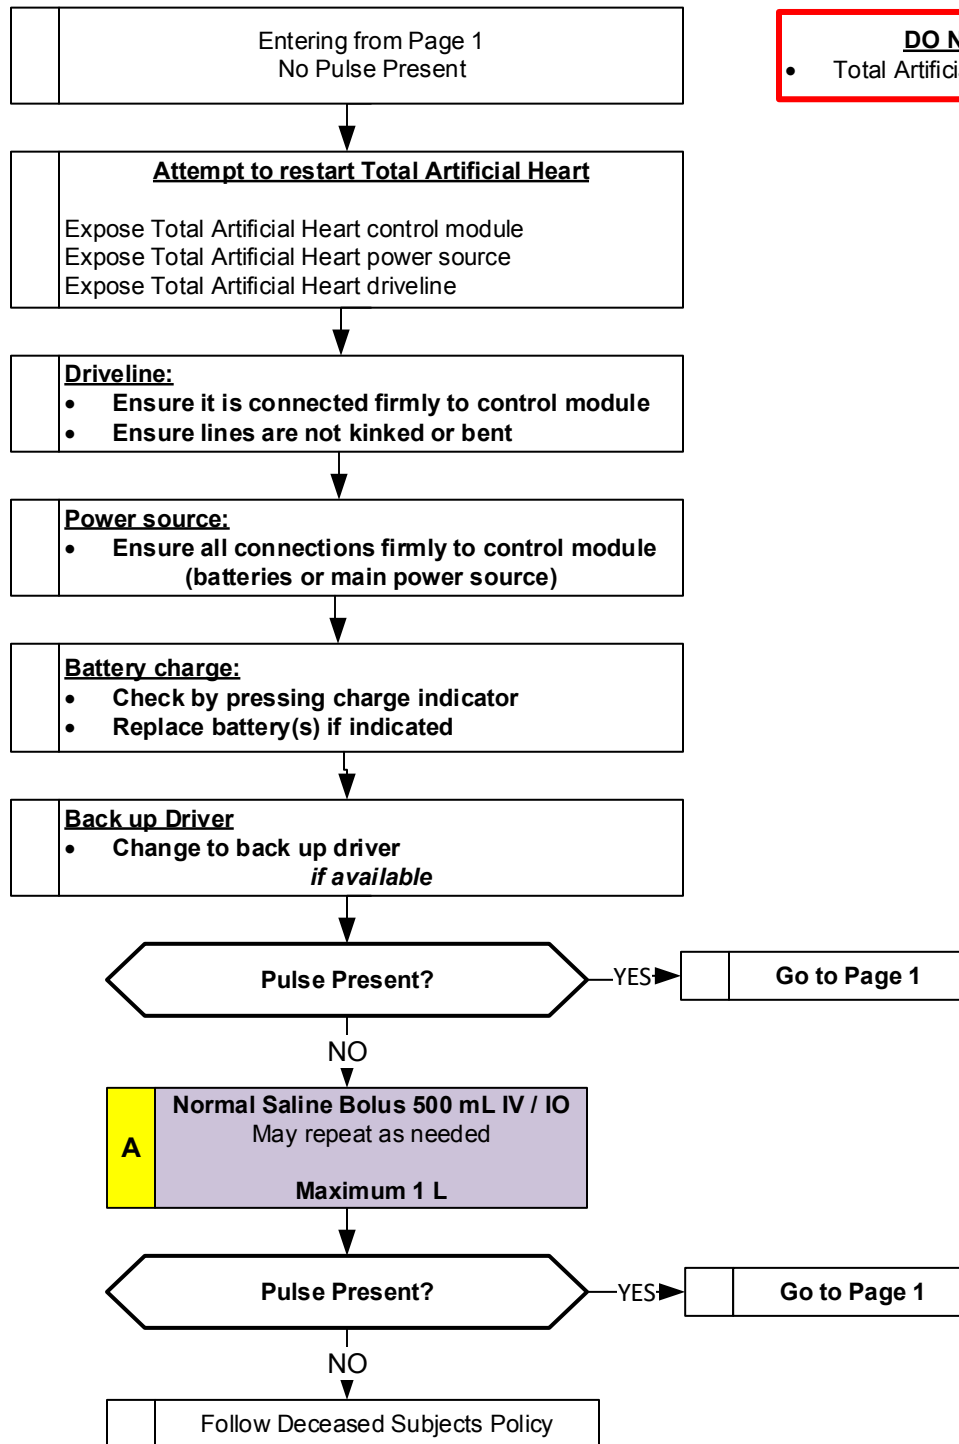 Entering from Page 1
No Pulse Present
DO
• Total
Attempt to restart Total Artificial Heart
Expose Total Artificial Heart control module
Expose Total Artificial Heart power source
Expose Total Artificial Heart driveline
Driveline:
• Ensure it is connected firmly to control module
• Ensure lines are not kinked or bent
Power source:
• Ensure all connections firmly to control module
(batteries or main power source)
Battery charge:
• Check by pressing charge indicator
• Replace battery(s) if indicated
Back up Driver
• Change to back up driver
if available
Pulse Present?
YES
Go to Page 1
NO
A
Normal Saline Bolus 500 mL IV / IO
May repeat as needed
Maximum 1 L
Pulse Present?
YES
Go to Page 1
NO
Follow Deceased Subjects Policy